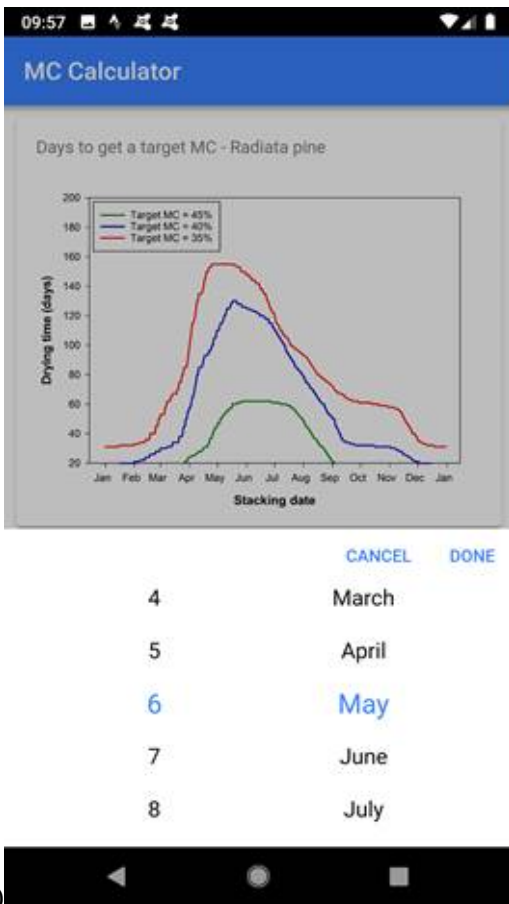 09:57
MC Calculator
Days to get a target MC - Radiata pine
200
180
160
140
120
100
80
60
40
20
Drying time (days)
Target MC = 45%
Target MC = 40%
Target MC = 35%
Jan Feb Mar Apr May Jun Jul Aug Sep Oct Nov Dec Jan
Stacking date
CANCEL DONE
4 March
5 April
6 May
7 June
8 July
)